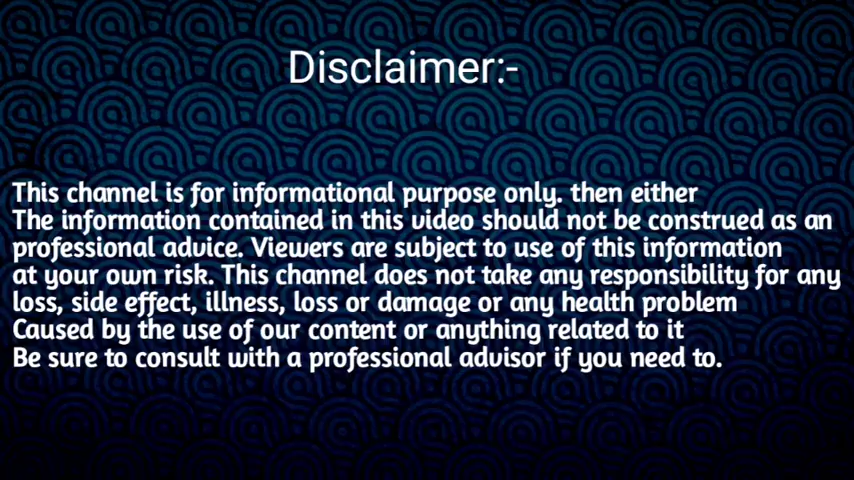 Disclaimer:-
This channel is for informational purpose only. then either
The information contained in this video should not be construed as an
professional advice. Viewers are subject to use of this information
at your own risk. This channel does not take any responsibility for any
loss, side effect, illness, loss or damage or any health problem
Caused by the use of our content or anything related to it
Be sure to consult with a professional advisor if you need to.